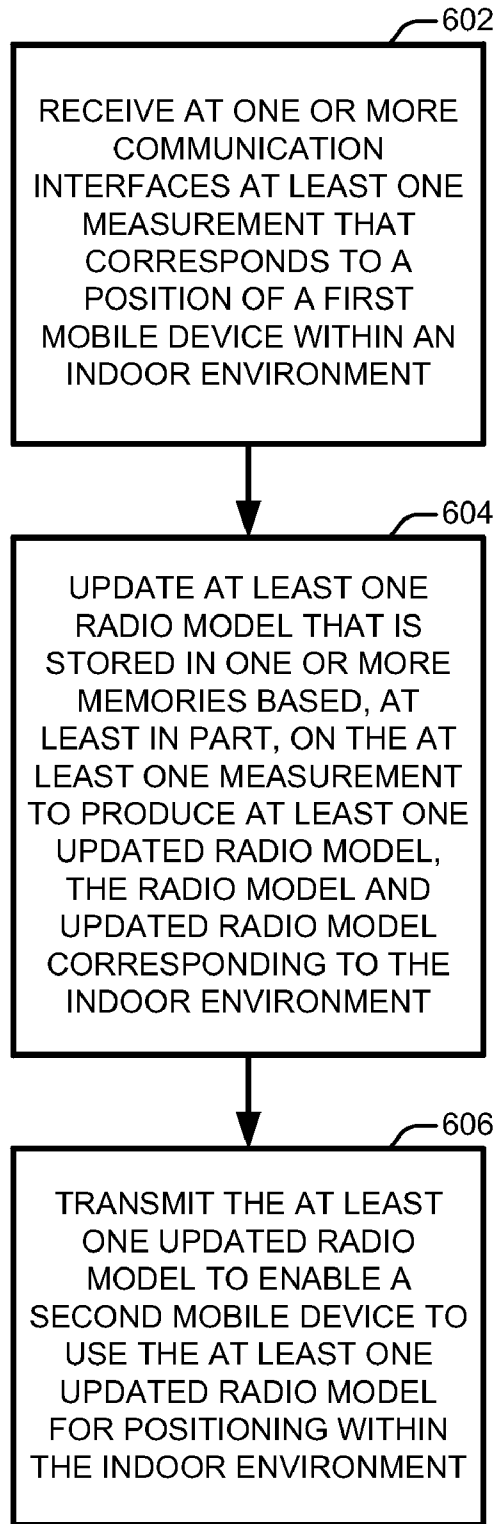 602
RECEIVE AT ONE OR MORE
COMMUNICATION
INTERFACES AT LEAST ONE
MEASUREMENT THAT
CORRESPONDS TO A
POSITION OF A FIRST
MOBILE DEVICE WITHIN AN
INDOOR ENVIRONMENT
604
UPDATE AT LEAST ONE
RADIO MODEL THAT IS
STORED IN ONE OR MORE
MEMORIES BASED, AT
LEAST IN PART, ON THE AT
LEAST ONE MEASUREMENT
TO PRODUCE AT LEAST ONE
UPDATED RADIO MODEL,
THE RADIO MODEL AND
UPDATED RADIO MODEL
CORRESPONDING TO THE
INDOOR ENVIRONMENT
606
TRANSMIT THE AT LEAST
ONE UPDATED RADIO
MODEL TO ENABLE A
SECOND MOBILE DEVICE TO
USE THE AT LEAST ONE
UPDATED RADIO MODEL
FOR POSITIONING WITHIN
THE INDOOR ENVIRONMENT